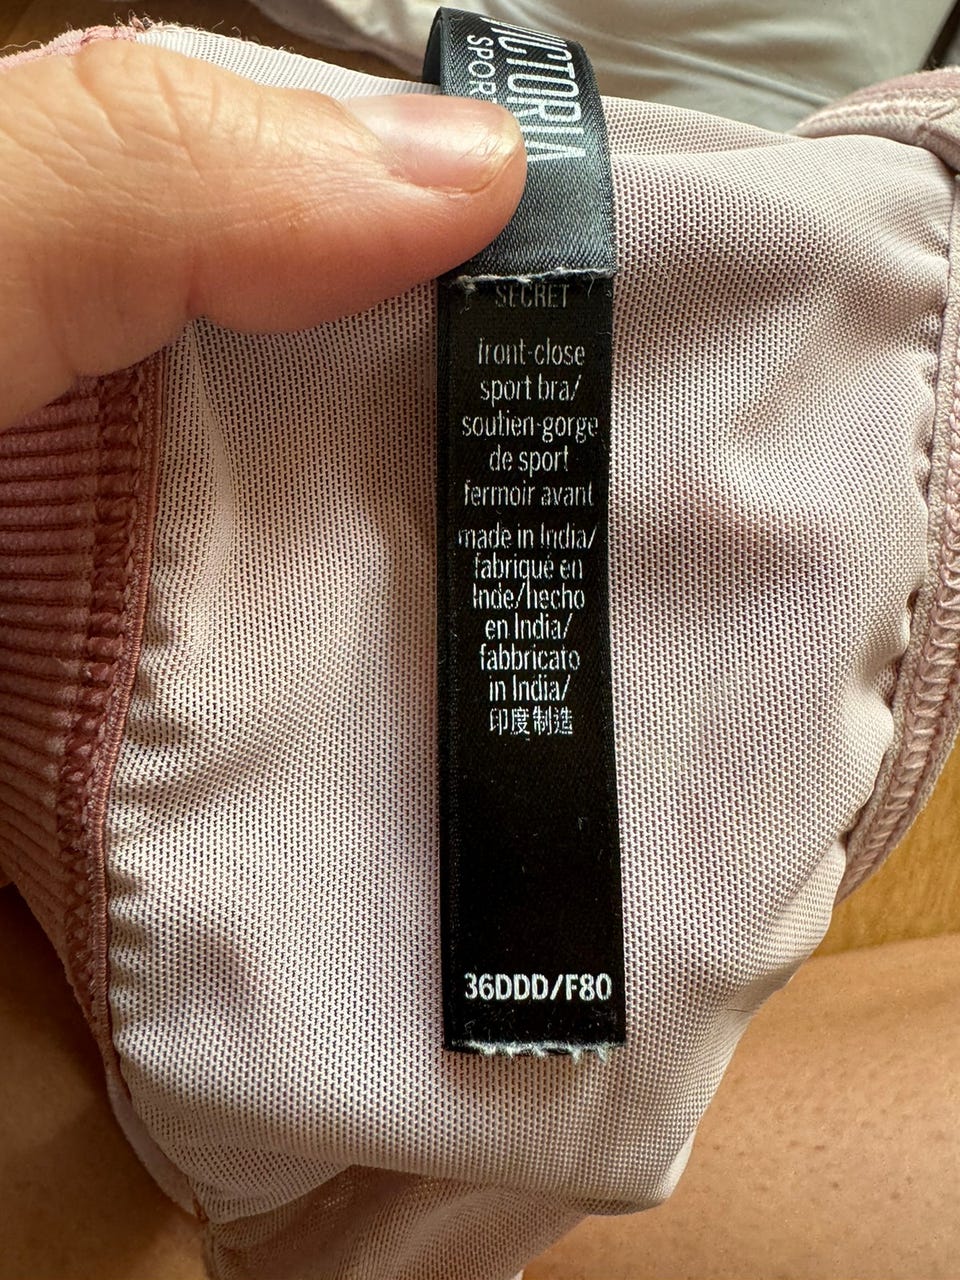 VICTORIA
SPOR
SECRET
front-close
sport bra/
soutien-gorge
de sport
fermoir avant
made in India/
fabriqué en
Inde/hecho
en India/
fabbricato
in India/
印度制造
36DDD/F80